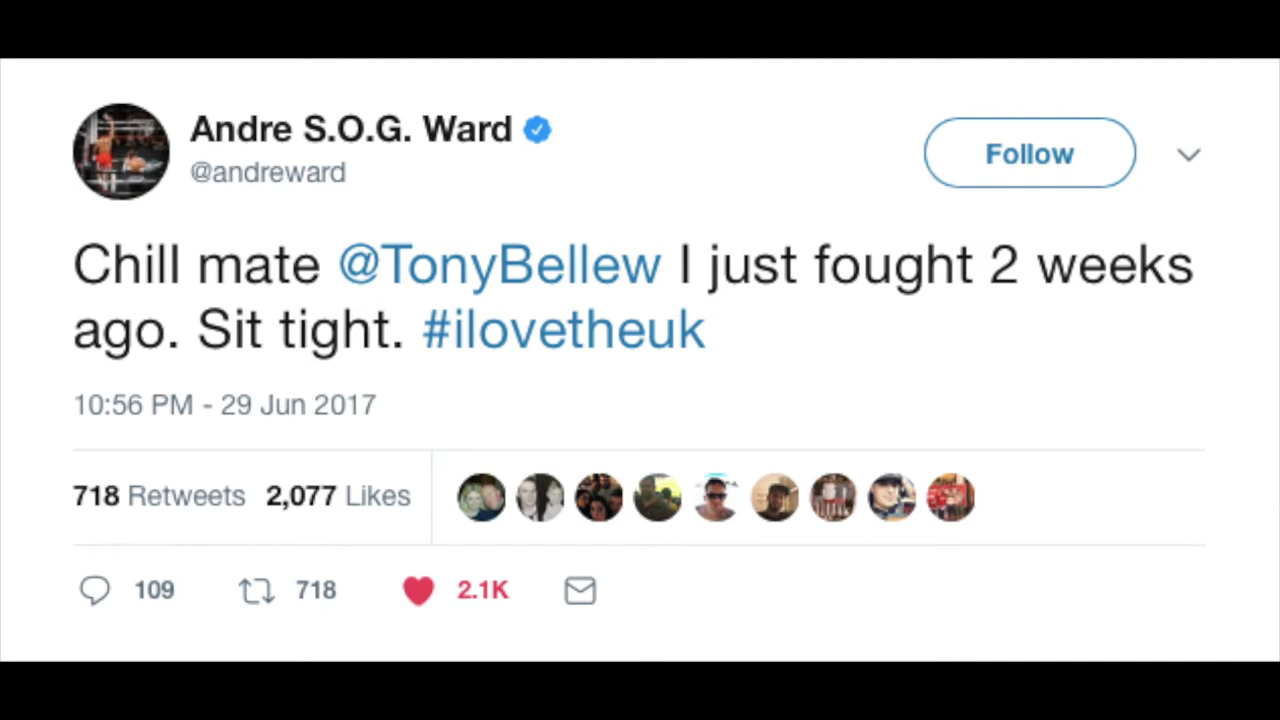 Andre S.O.G. Ward
@andreward
Follow
Chill mate @TonyBellew I just fought 2 weeks
ago. Sit tight. #ilovetheuk
10:56 PM - 29 Jun 2017
718 Retweets 2,077 Likes
109 718 2.1K